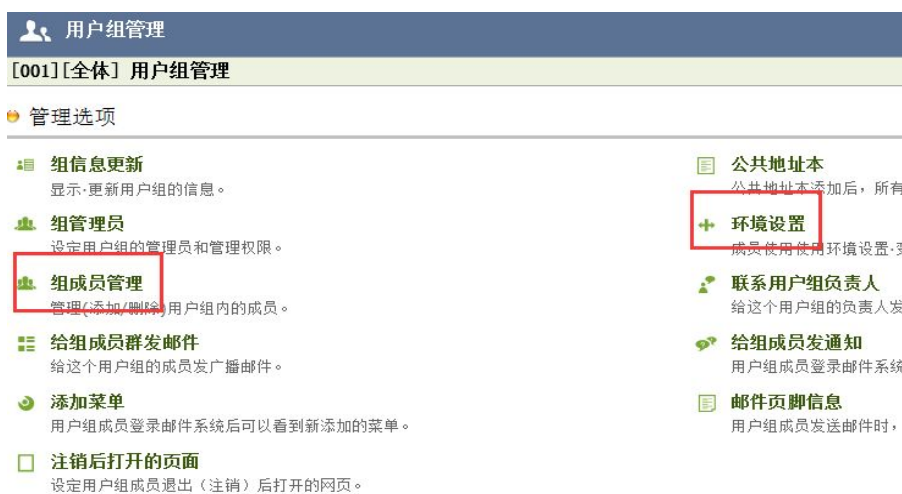 用户组管理
[001][全体] 用户组管理
管理选项
组信息更新
显示·更新用户组的信息。
组管理员
设定用户组的管理员和管理权限。
组成员管理
管理(添加/删除)用户组内的成员。
给组成员群发邮件
给这个用户组的成员发广播邮件。
添加菜单
用户组成员登录邮件系统后可以看到新添加的菜单。
注销后打开的页面
设定用户组成员退出（注销）后打开的网页。
公共地址本
公共地址本添加后，所有
环境设置
成员使用使用环境设置·
联系用户组负责人
给这个用户组的负责人发
给组成员发通知
用户组成员登录邮件系统
邮件页脚信息
用户组成员发送邮件时，